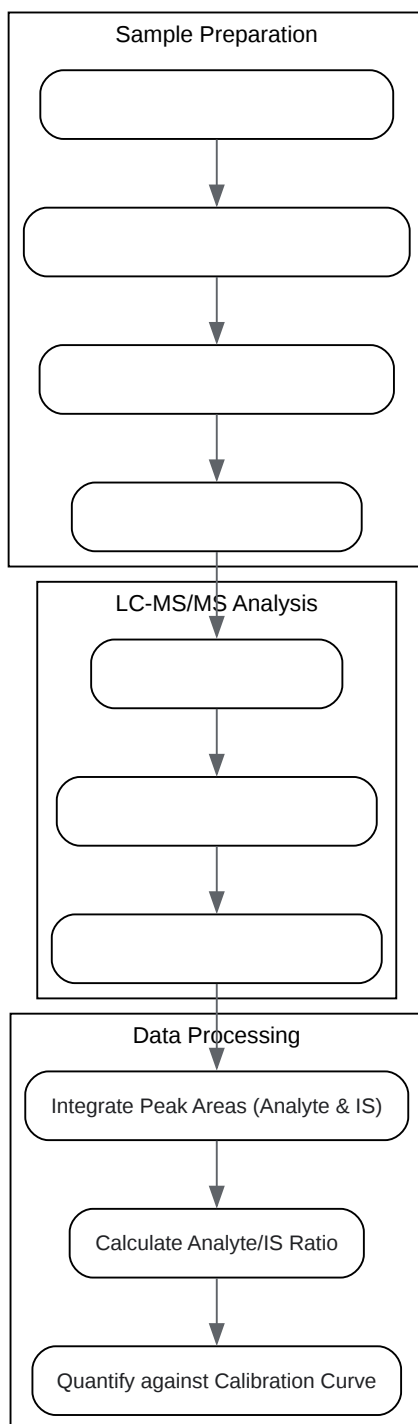 Sample Preparation
LC-MS/MS Analysis
Data Processing
Integrate Peak Areas (Analyte & IS)
Calculate Analyte/IS Ratio
Quantify against Calibration Curve